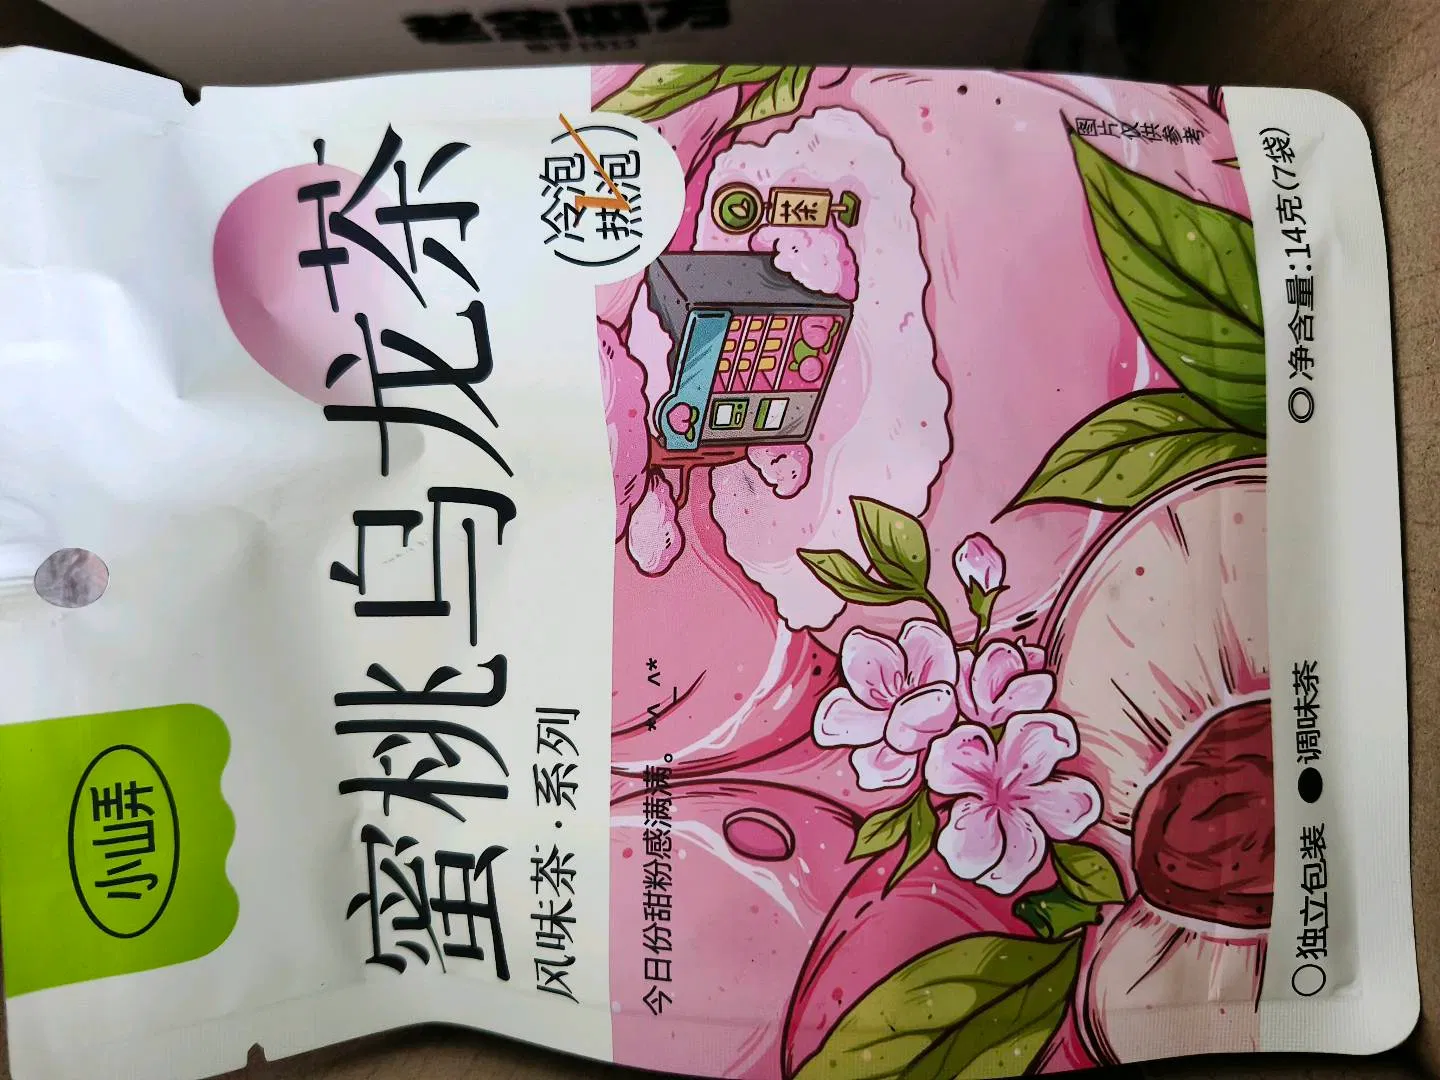 小山弄
蜜桃乌龙茶
风味茶·系列
(冷泡
热泡)
今日份甜粉感满满。*^_^*
茶
图片仅供参考
○独立包装 ●调味茶
◎净含量:14克(7袋)